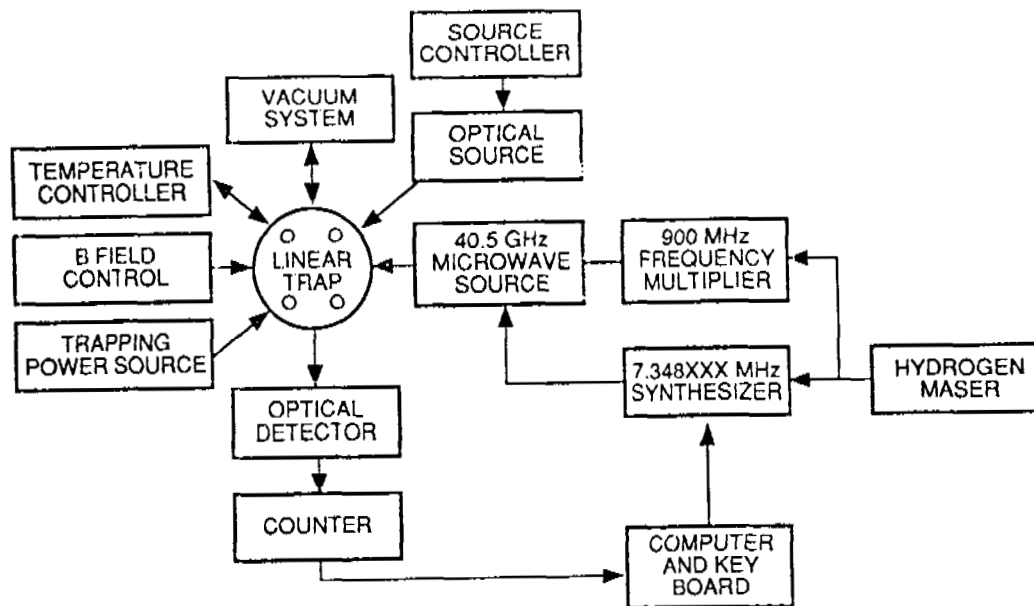 SOURCE
CONTROLLER
VACUUM
SYSTEM
OPTICAL
SOURCE
TEMPERATURE
CONTROLLER
B FIELD
CONTROL
TRAPPING
POWER SOURCE
LINEAR
TRAP
40.5 GHz
MICROWAVE
SOURCE
900 MHz
FREQUENCY
MULTIPLIER
7.348XXX MHz
SYNTHESIZER
HYDROGEN
MASER
OPTICAL
DETECTOR
COUNTER
COMPUTER
AND KEY
BOARD